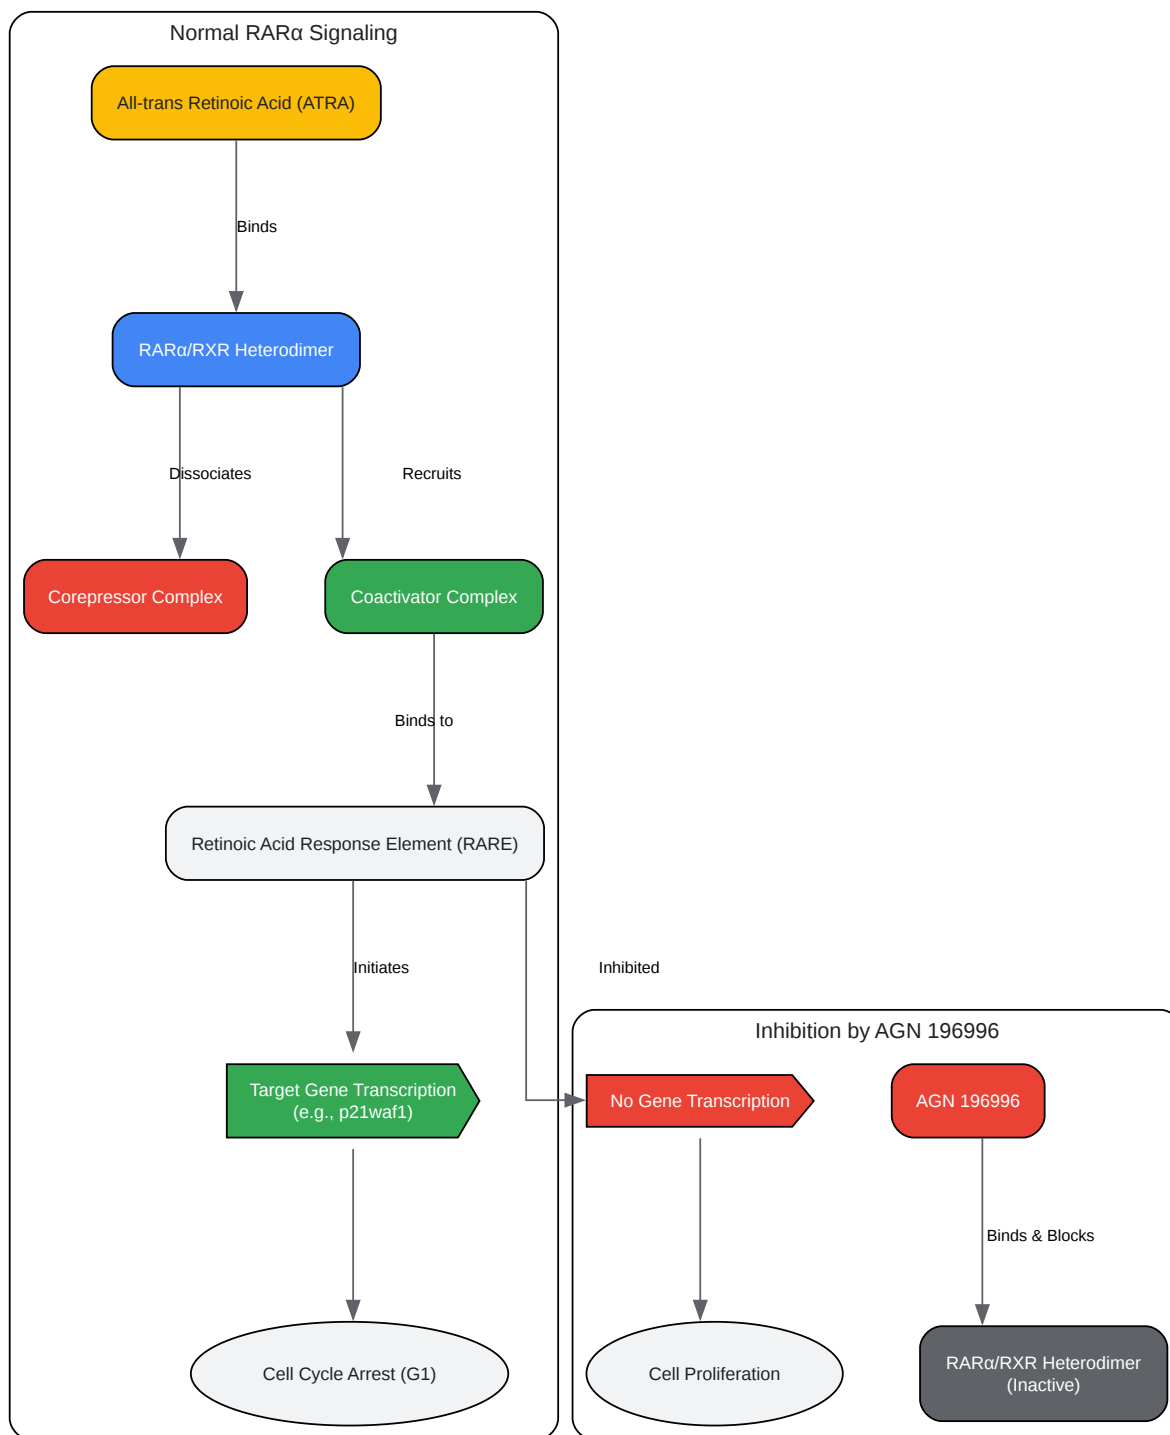 Normal RARα Signaling
All-trans Retinoic Acid (ATRA)
Binds
RARα/RXR Heterodimer
Dissociates
Recruits
Corepressor Complex
Coactivator Complex
Binds to
Retinoic Acid Response Element (RARE)
Initiates
Inhibited
Inhibition by AGN 196996
Target Gene Transcription
(e.g., p21waf1)
No Gene Transcription
AGN 196996
Binds & Blocks
Cell Cycle Arrest (G1)
Cell Proliferation
RARα/RXR Heterodimer
(Inactive)